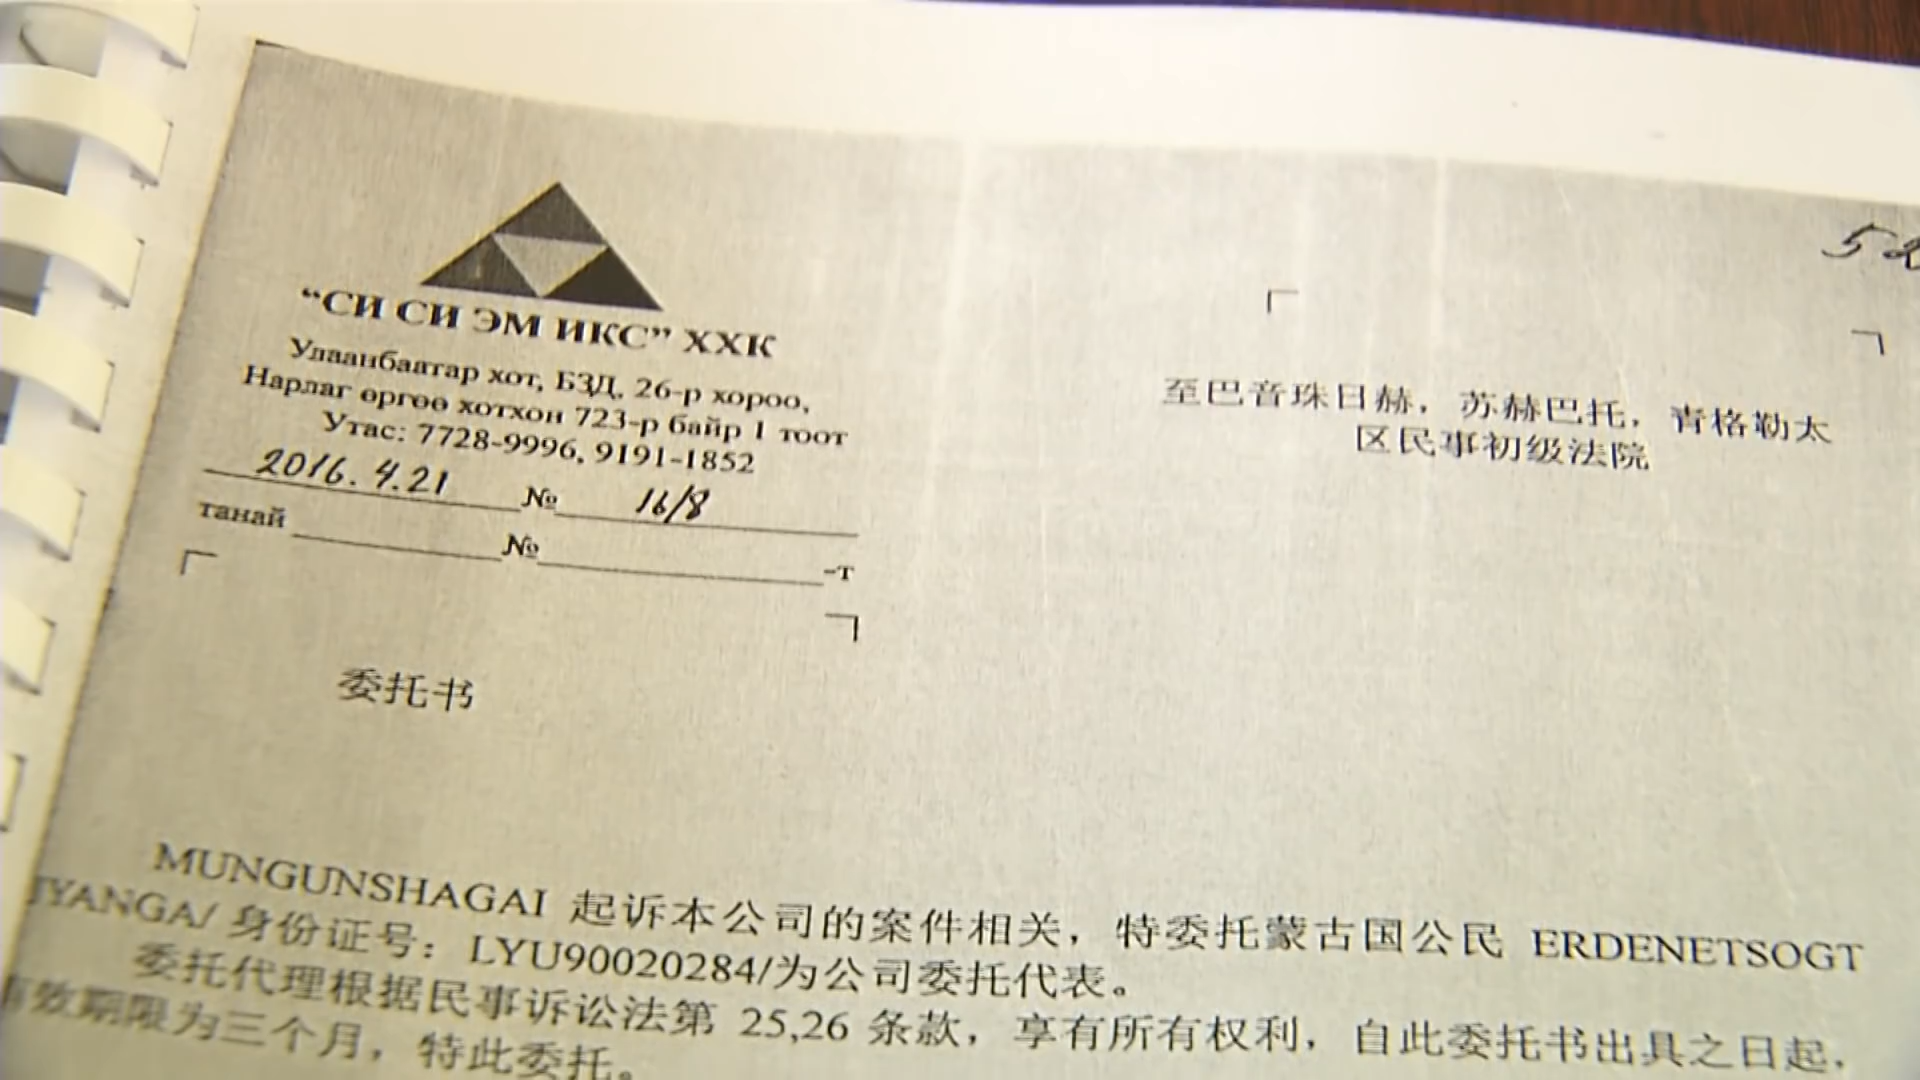 52
“СИ СИ ЭМ ИКС” ХХК
Улаанбаатар хот, БЗД, 26-р хороо,
Нарлаг өргөө хотхон 723-р байр 1 тоот
Утас: 7728-9996, 9191-1852
2016.4.21 № 16/8
танай № -т
至巴音珠日赫，苏赫巴托，青格勒太
区民事初级法院
委托书
MUNGUNSHAGAI 起诉本公司的案件相关，特委托蒙古国公民 ERDENETSOGT
JYANGA/ 身份证号：LYU90020284/为公司委托代表。
委托代理根据民事诉讼法第 25,26 条款，享有所有权利，自此委托书出具之日起，
有效期限为三个月，特此委托。